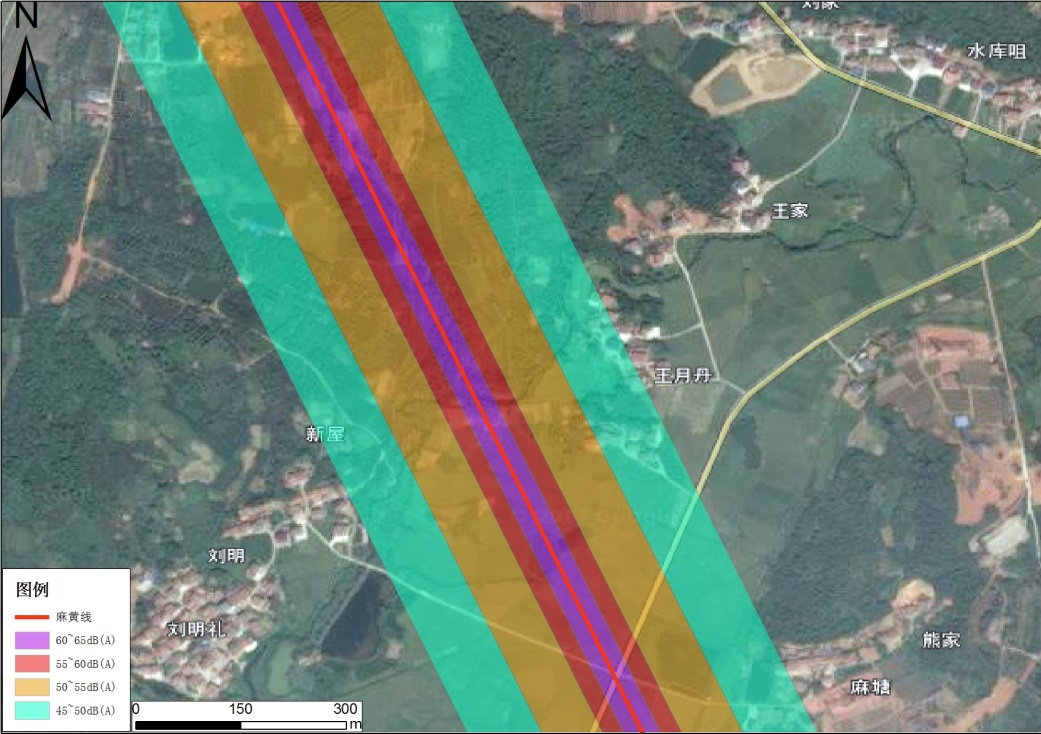 N
刘家
水库咀
王家
王月丹
新屋
刘明
刘明礼
熊家
麻塘
图例
麻黄线
60~65dB(A)
55~60dB(A)
50~55dB(A)
45~50dB(A)
0 150 300
m